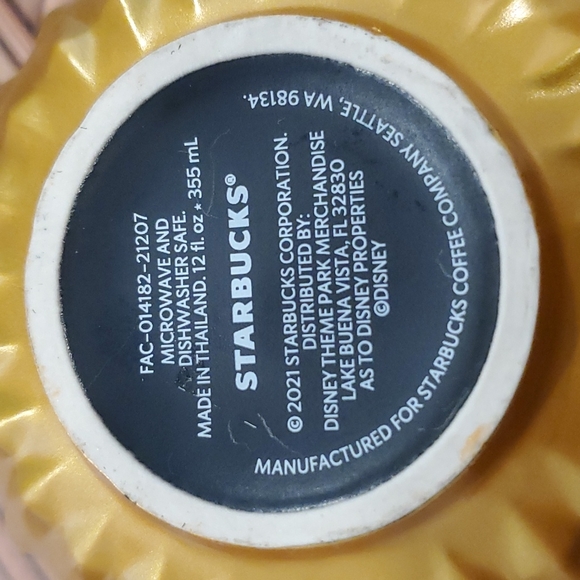 FAC-014182-21207
MICROWAVE AND
DISHWASHER SAFE.
MADE IN THAILAND. 12 fl. oz ★ 355 mL
STARBUCKS®
© 2021 STARBUCKS CORPORATION.
DISTRIBUTED BY:
DISNEY THEME PARK MERCHANDISE
LAKE BUENA VISTA, FL 32830
AS TO DISNEY PROPERTIES
©DISNEY
MANUFACTURED FOR STARBUCKS COFFEE COMPANY SEATTLE, WA 98134.